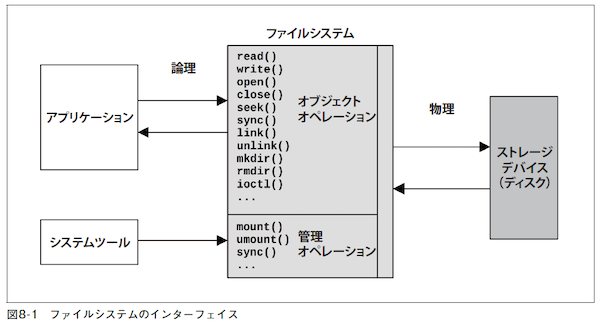 ファイルシステム
論理
アプリケーション
read()
write()
open()
close()
seek()
sync()
link()
unlink()
mkdir()
rmdir()
ioctl()
...
オブジェクト
オペレーション
物理
ストレージ
デバイス
(ディスク)
システムツール
mount()
umount()
sync()
...
管理
オペレーション
図8-1 ファイルシステムのインターフェイス